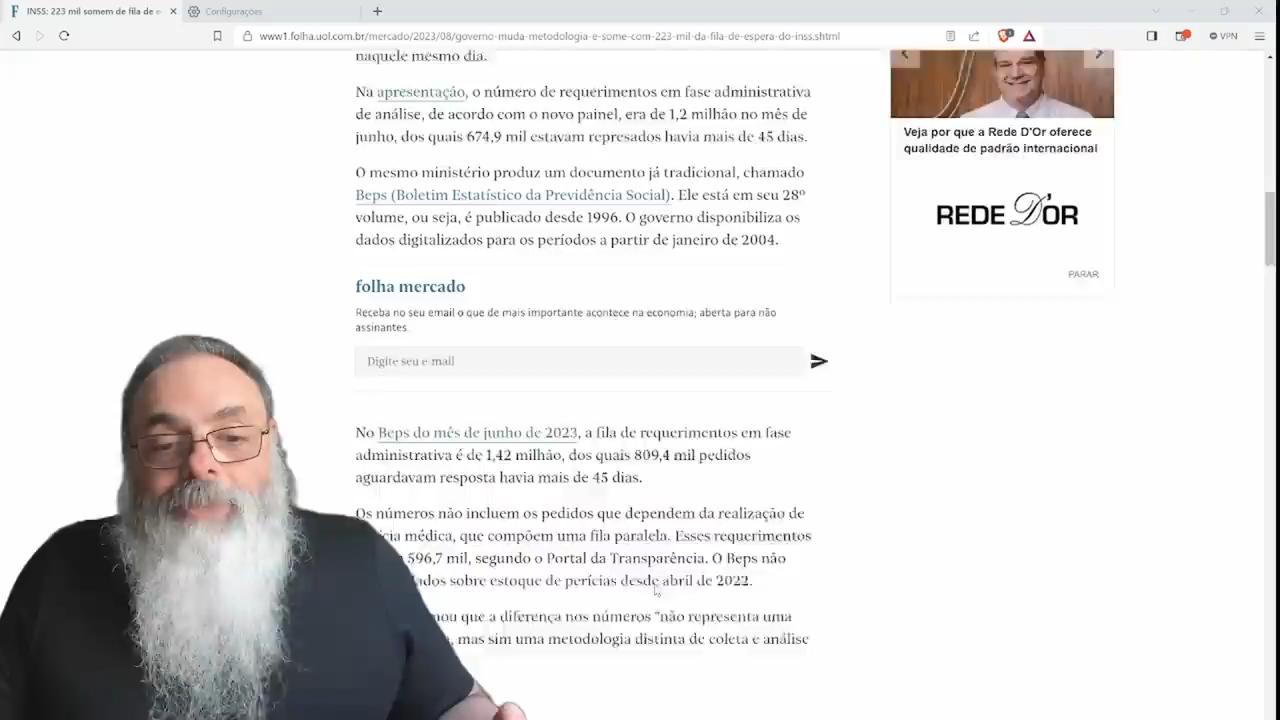 INSS: 223 mil somem de fila de e
Configurações
www1.folha.uol.com.br/mercado/2023/08/governo-muda-metodologia-e-some-com-223-mil-da-fila-de-espera-do-inss.shtml
VPN
naquele mesmo dia.
Na apresentação, o número de requerimentos em fase administrativa
de análise, de acordo com o novo painel, era de 1,2 milhão no mês de
junho, dos quais 674,9 mil estavam represados havia mais de 45 dias.
O mesmo ministério produz um documento já tradicional, chamado
Beps (Boletim Estatístico da Previdência Social). Ele está em seu 28º
volume, ou seja, é publicado desde 1996. O governo disponibiliza os
dados digitalizados para os períodos a partir de janeiro de 2004.
folha mercado
Receba no seu email o que de mais importante acontece na economia; aberta para não
assinantes.
Digite seu e-mail
No Beps do mês de junho de 2023, a fila de requerimentos em fase
administrativa é de 1,42 milhão, dos quais 809,4 mil pedidos
aguardavam resposta havia mais de 45 dias.
Os números não incluem os pedidos que dependem da realização de
ícia médica, que compõem uma fila paralela. Esses requerimentos
596,7 mil, segundo o Portal da Transparência. O Beps não
ados sobre estoque de perícias desde abril de 2022.
ou que a diferença nos números "não representa uma
, mas sim uma metodologia distinta de coleta e análise
Veja por que a Rede D'Or oferece
qualidade de padrão internacional
REDE D'OR
PARAR